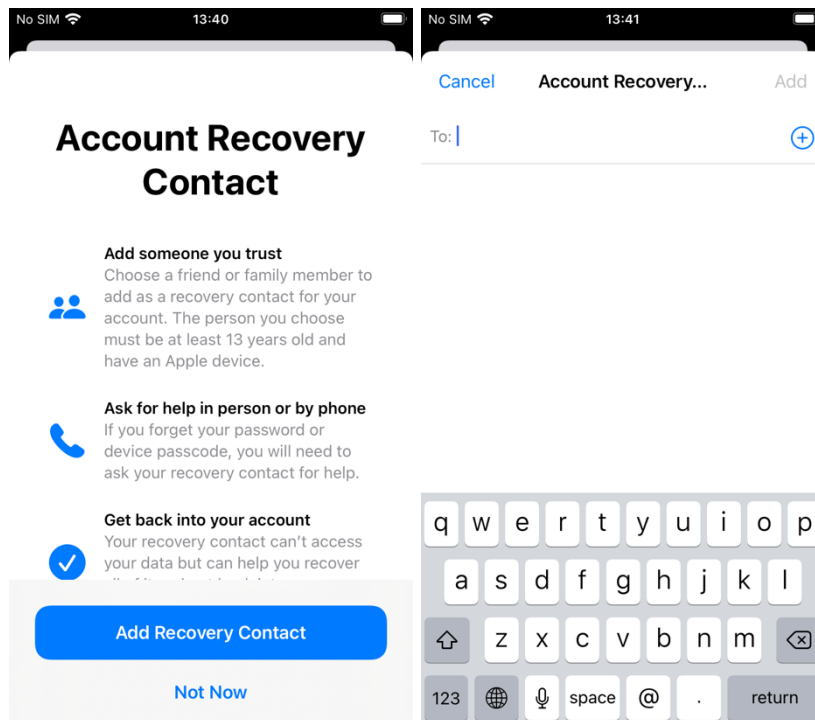 No SIM 13:40
Account Recovery
Contact
Add someone you trust
Choose a friend or family member to
add as a recovery contact for your
account. The person you choose
must be at least 13 years old and
have an Apple device.
Ask for help in person or by phone
If you forget your password or
device passcode, you will need to
ask your recovery contact for help.
Get back into your account
Your recovery contact can’t access
your data but can help you recover
Add Recovery Contact
Not Now
No SIM 13:41
Cancel Account Recovery... Add
To:
q w e r t y u i o p
a s d f g h j k l
z x c v b n m
123 space @ . return